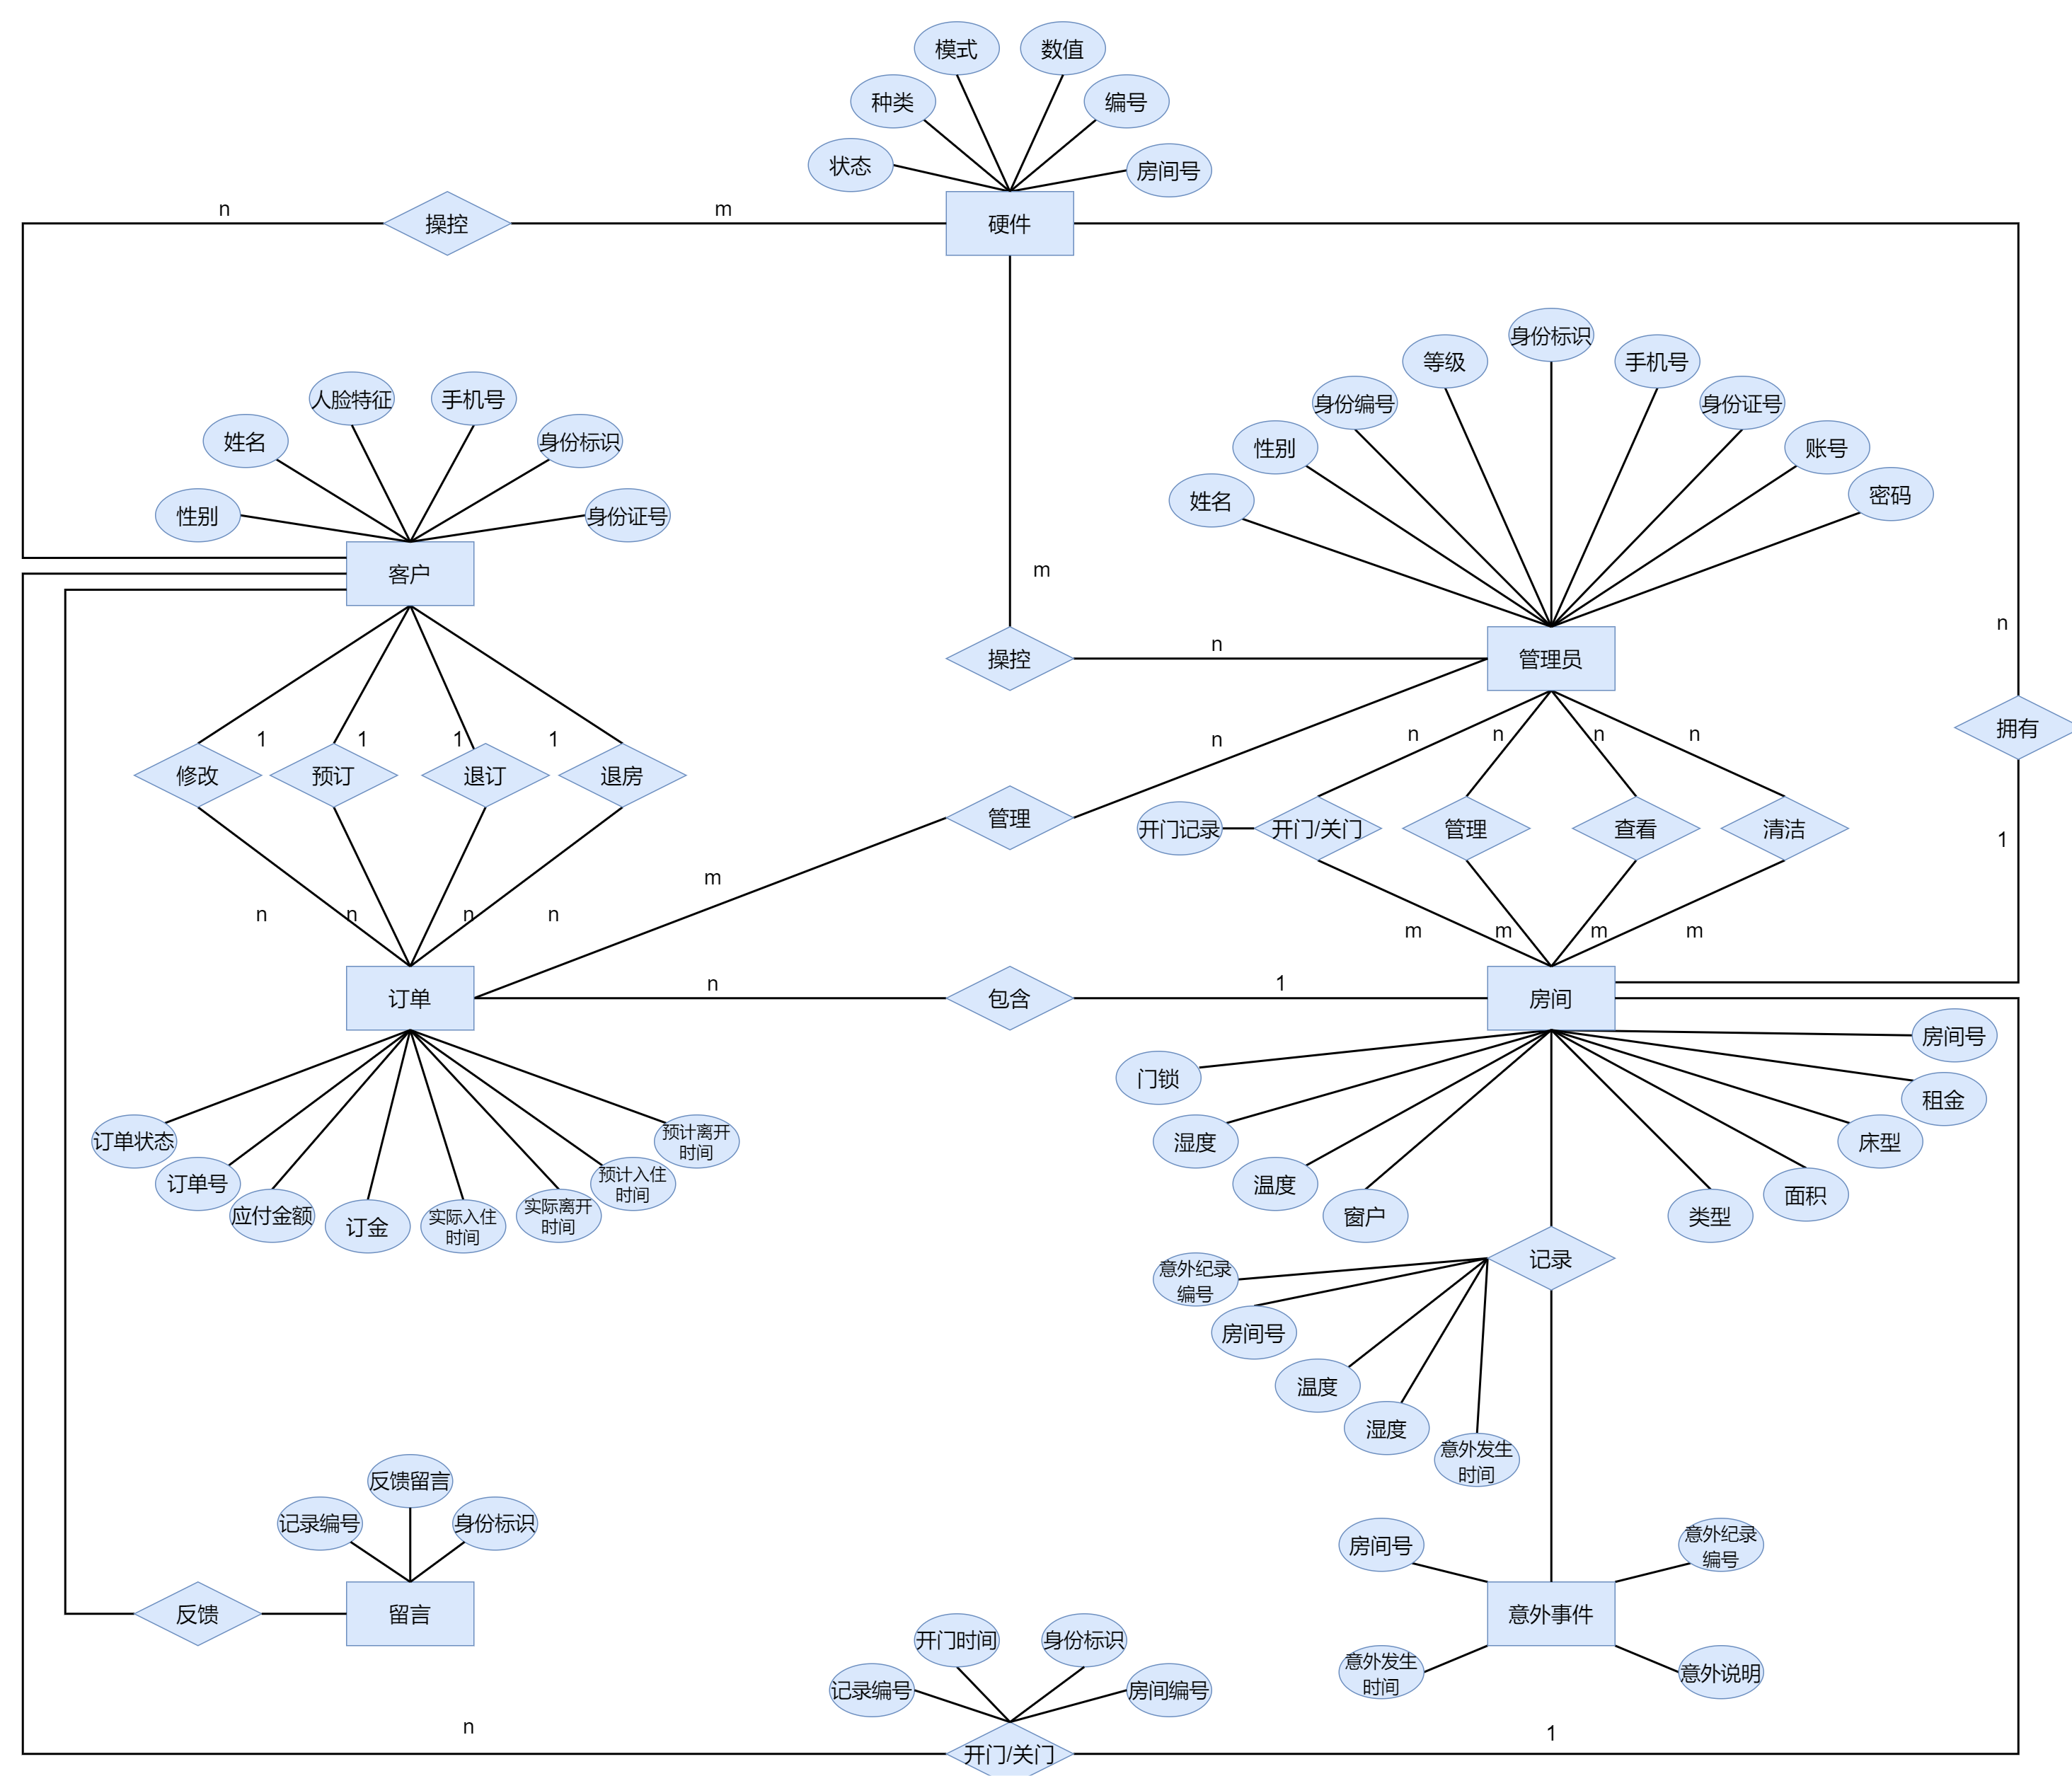 模式
数值
种类
编号
状态
房间号
n
操控
m
硬件
身份标识
等级
手机号
人脸特征
手机号
身份编号
身份证号
姓名
身份标识
性别
账号
姓名
密码
性别
身份证号
客户
m
n
操控
n
管理员
拥有
1
1
1
1
n
n
n
n
n
修改
预订
退订
退房
管理
开门记录
开门/关门
管理
查看
清洁
1
m
n
n
n
n
m
m
m
m
订单
n
包含
1
房间
房间号
门锁
租金
订单状态
预计离开
时间
湿度
床型
订单号
预计入住
时间
温度
面积
应付金额
订金
实际入住
时间
实际离开
时间
窗户
类型
记录
意外纪录
编号
房间号
温度
湿度
意外发生
时间
反馈留言
记录编号
身份标识
房间号
意外纪录
编号
反馈
留言
意外事件
开门时间
身份标识
意外发生
时间
意外说明
记录编号
房间编号
n
1
开门/关门